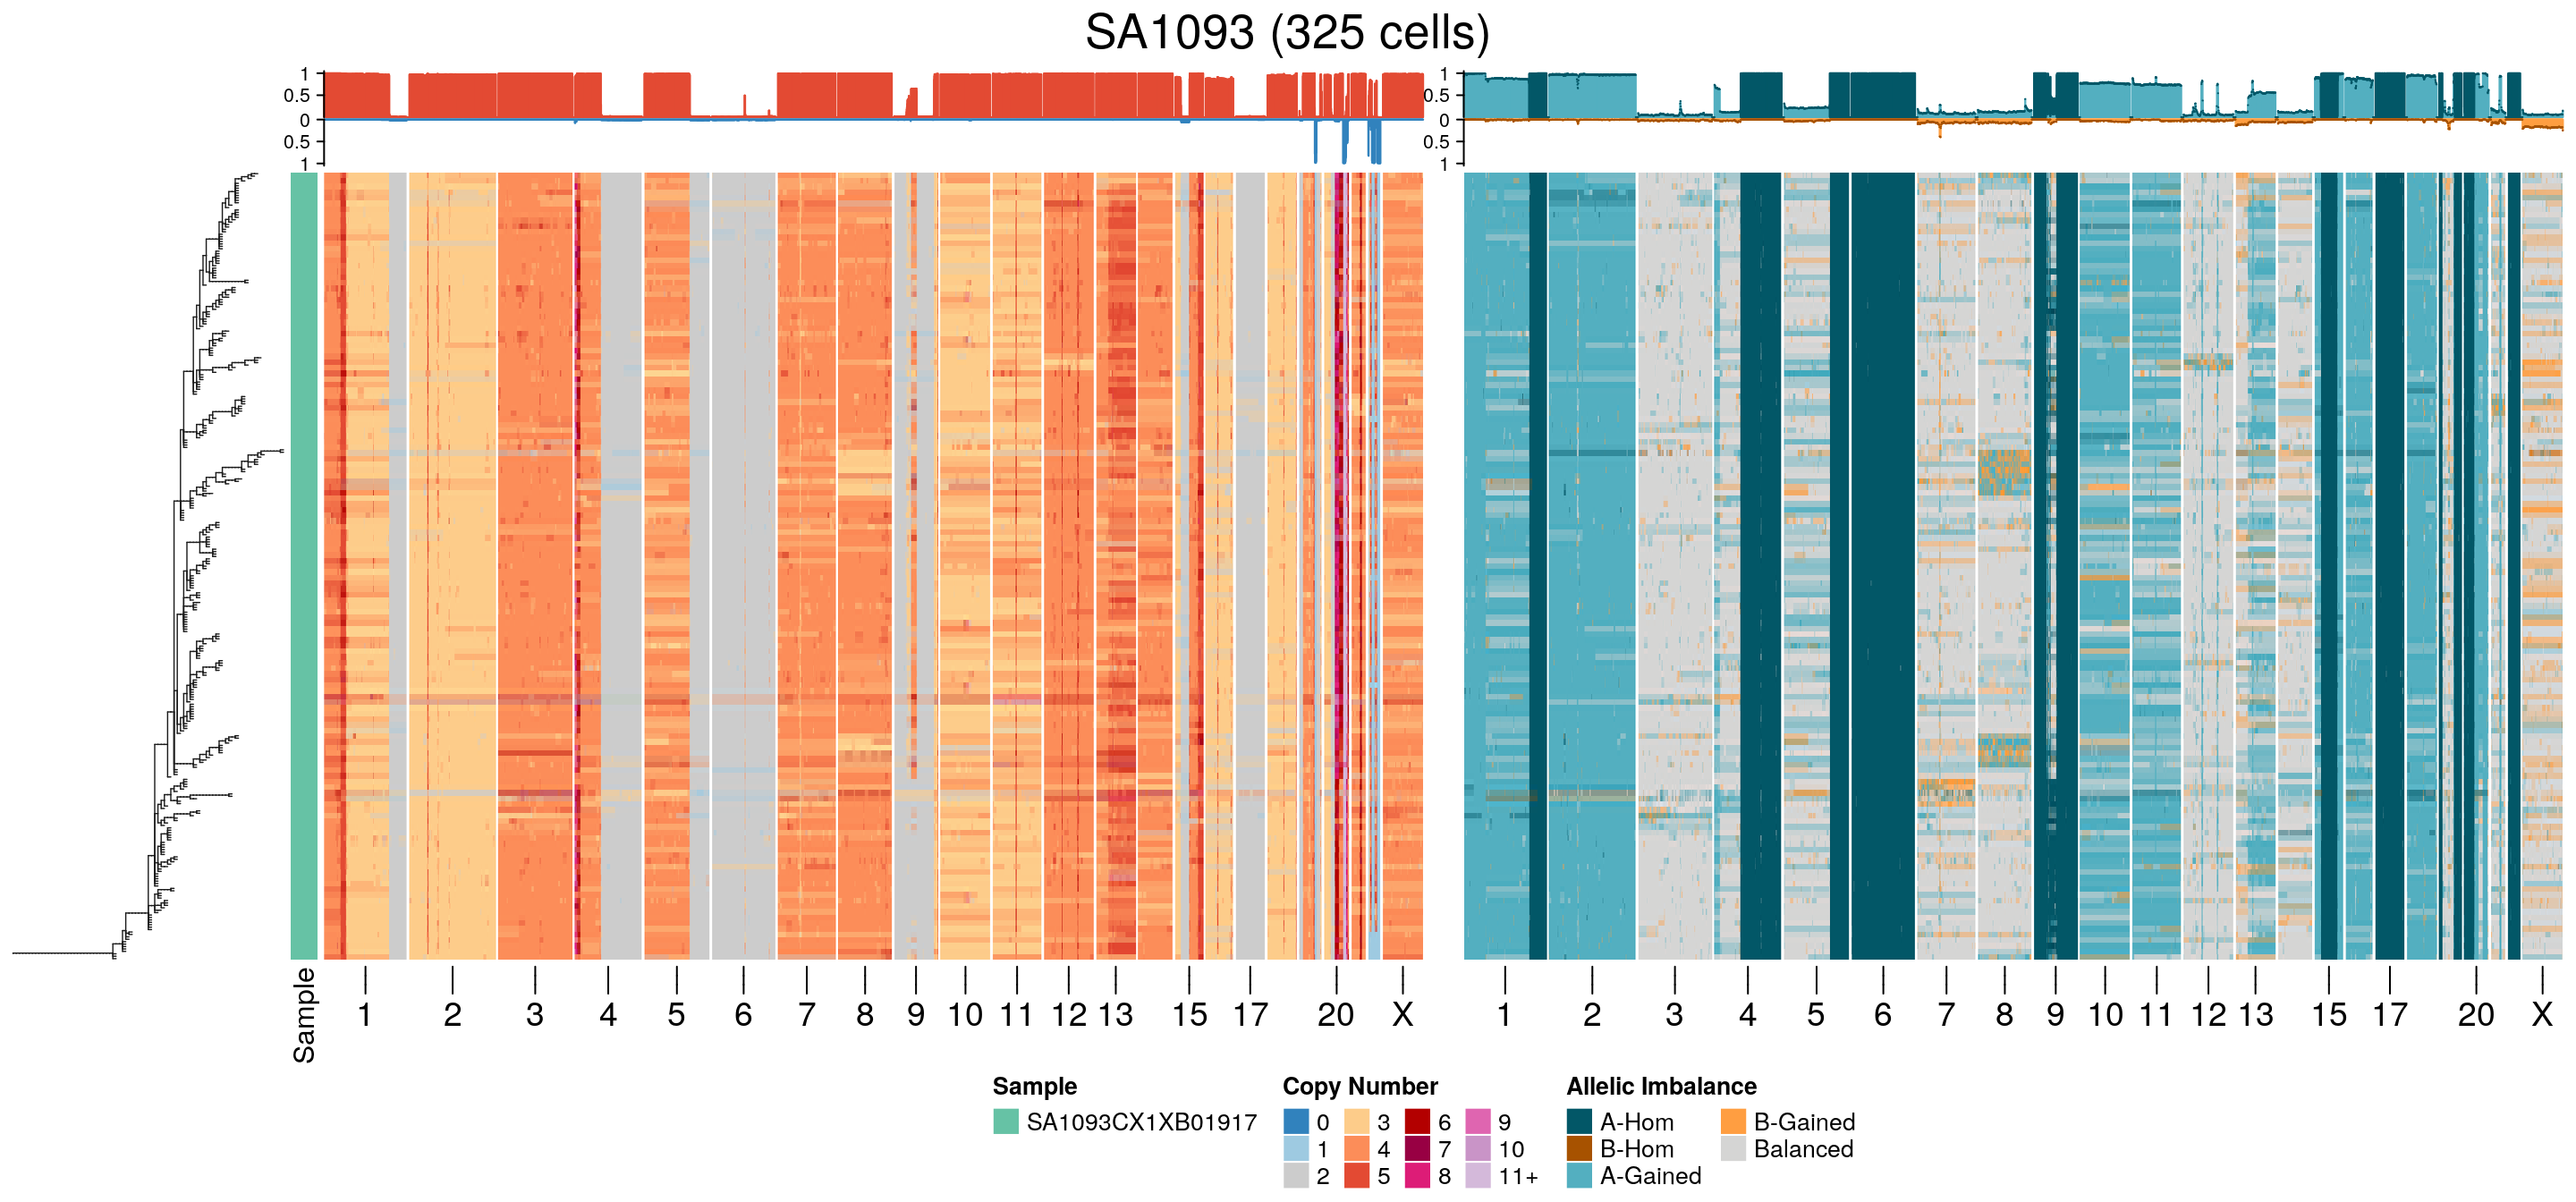 SA1093 (325 cells)
1
0.5
0
0.5
1
1
0.5
0
0.5
1
Sample
1 2 3 4 5 6 7 8 9 10 11 12 13 15 17 20 X
1 2 3 4 5 6 7 8 9 10 11 12 13 15 17 20 X
Sample
SA1093CX1XB01917
Copy Number
0 3 6 9
1 4 7 10
2 5 8 11+
Allelic Imbalance
A-Hom B-Gained
B-Hom Balanced
A-Gained